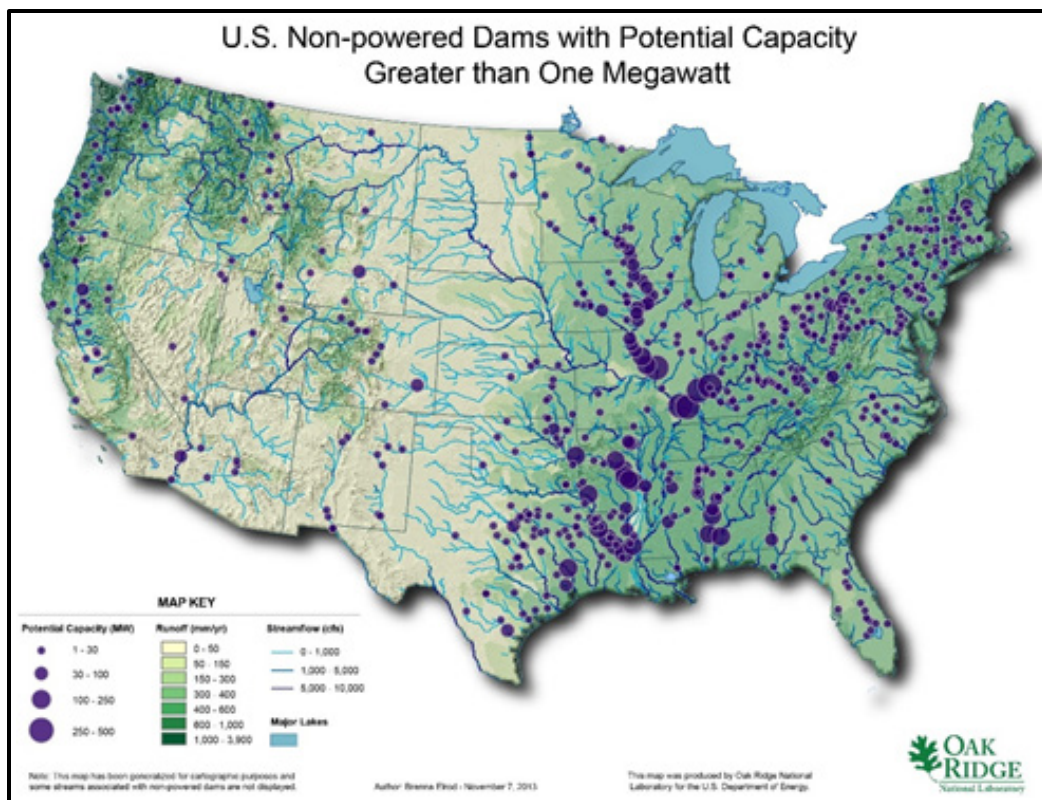 U.S. Non-powered Dams with Potential Capacity
Greater than One Megawatt
MAP KEY
Potential Capacity (MW)
1 - 30
30 - 100
100 - 250
250 - 500
Runoff (mm/yr)
0 - 50
50 - 150
150 - 300
300 - 400
400 - 600
600 - 1,000
1,000 - 3,900
Streamflow (cfs)
0 - 1,000
1,000 - 5,000
5,000 - 10,000
Major Lakes
Note: This map has been generalized for cartographic purposes and
some streams associated with non-powered dams are not displayed.
Author: Brenna Elrod - November 7, 2013
This map was produced by Oak Ridge National
Laboratory for the U.S. Department of Energy.
OAK
RIDGE
National Laboratory